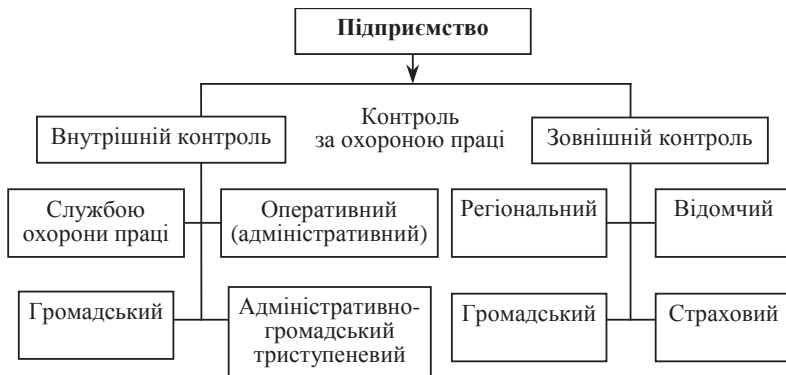 Підприємство
Контроль
за охороною праці
Внутрішній контроль
Зовнішній контроль
Службою
охорони праці
Оперативний
(адміністративний)
Регіональний
Відомчий
Громадський
Адміністративно-
громадський
триступеневий
Громадський
Страховий